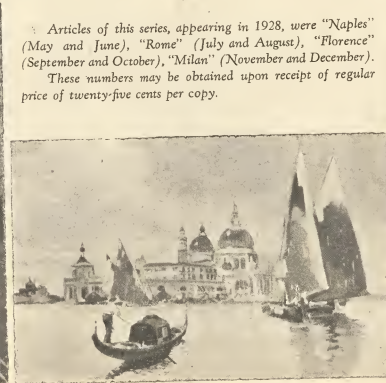 Articles of this series, appearing in 1928, were "Naples"
(May and June), "Rome" (July and August), "Florence"
(September and October), "Milan" (November and December).
These numbers may be obtained upon receipt of regular
price of twenty-five cents per copy.